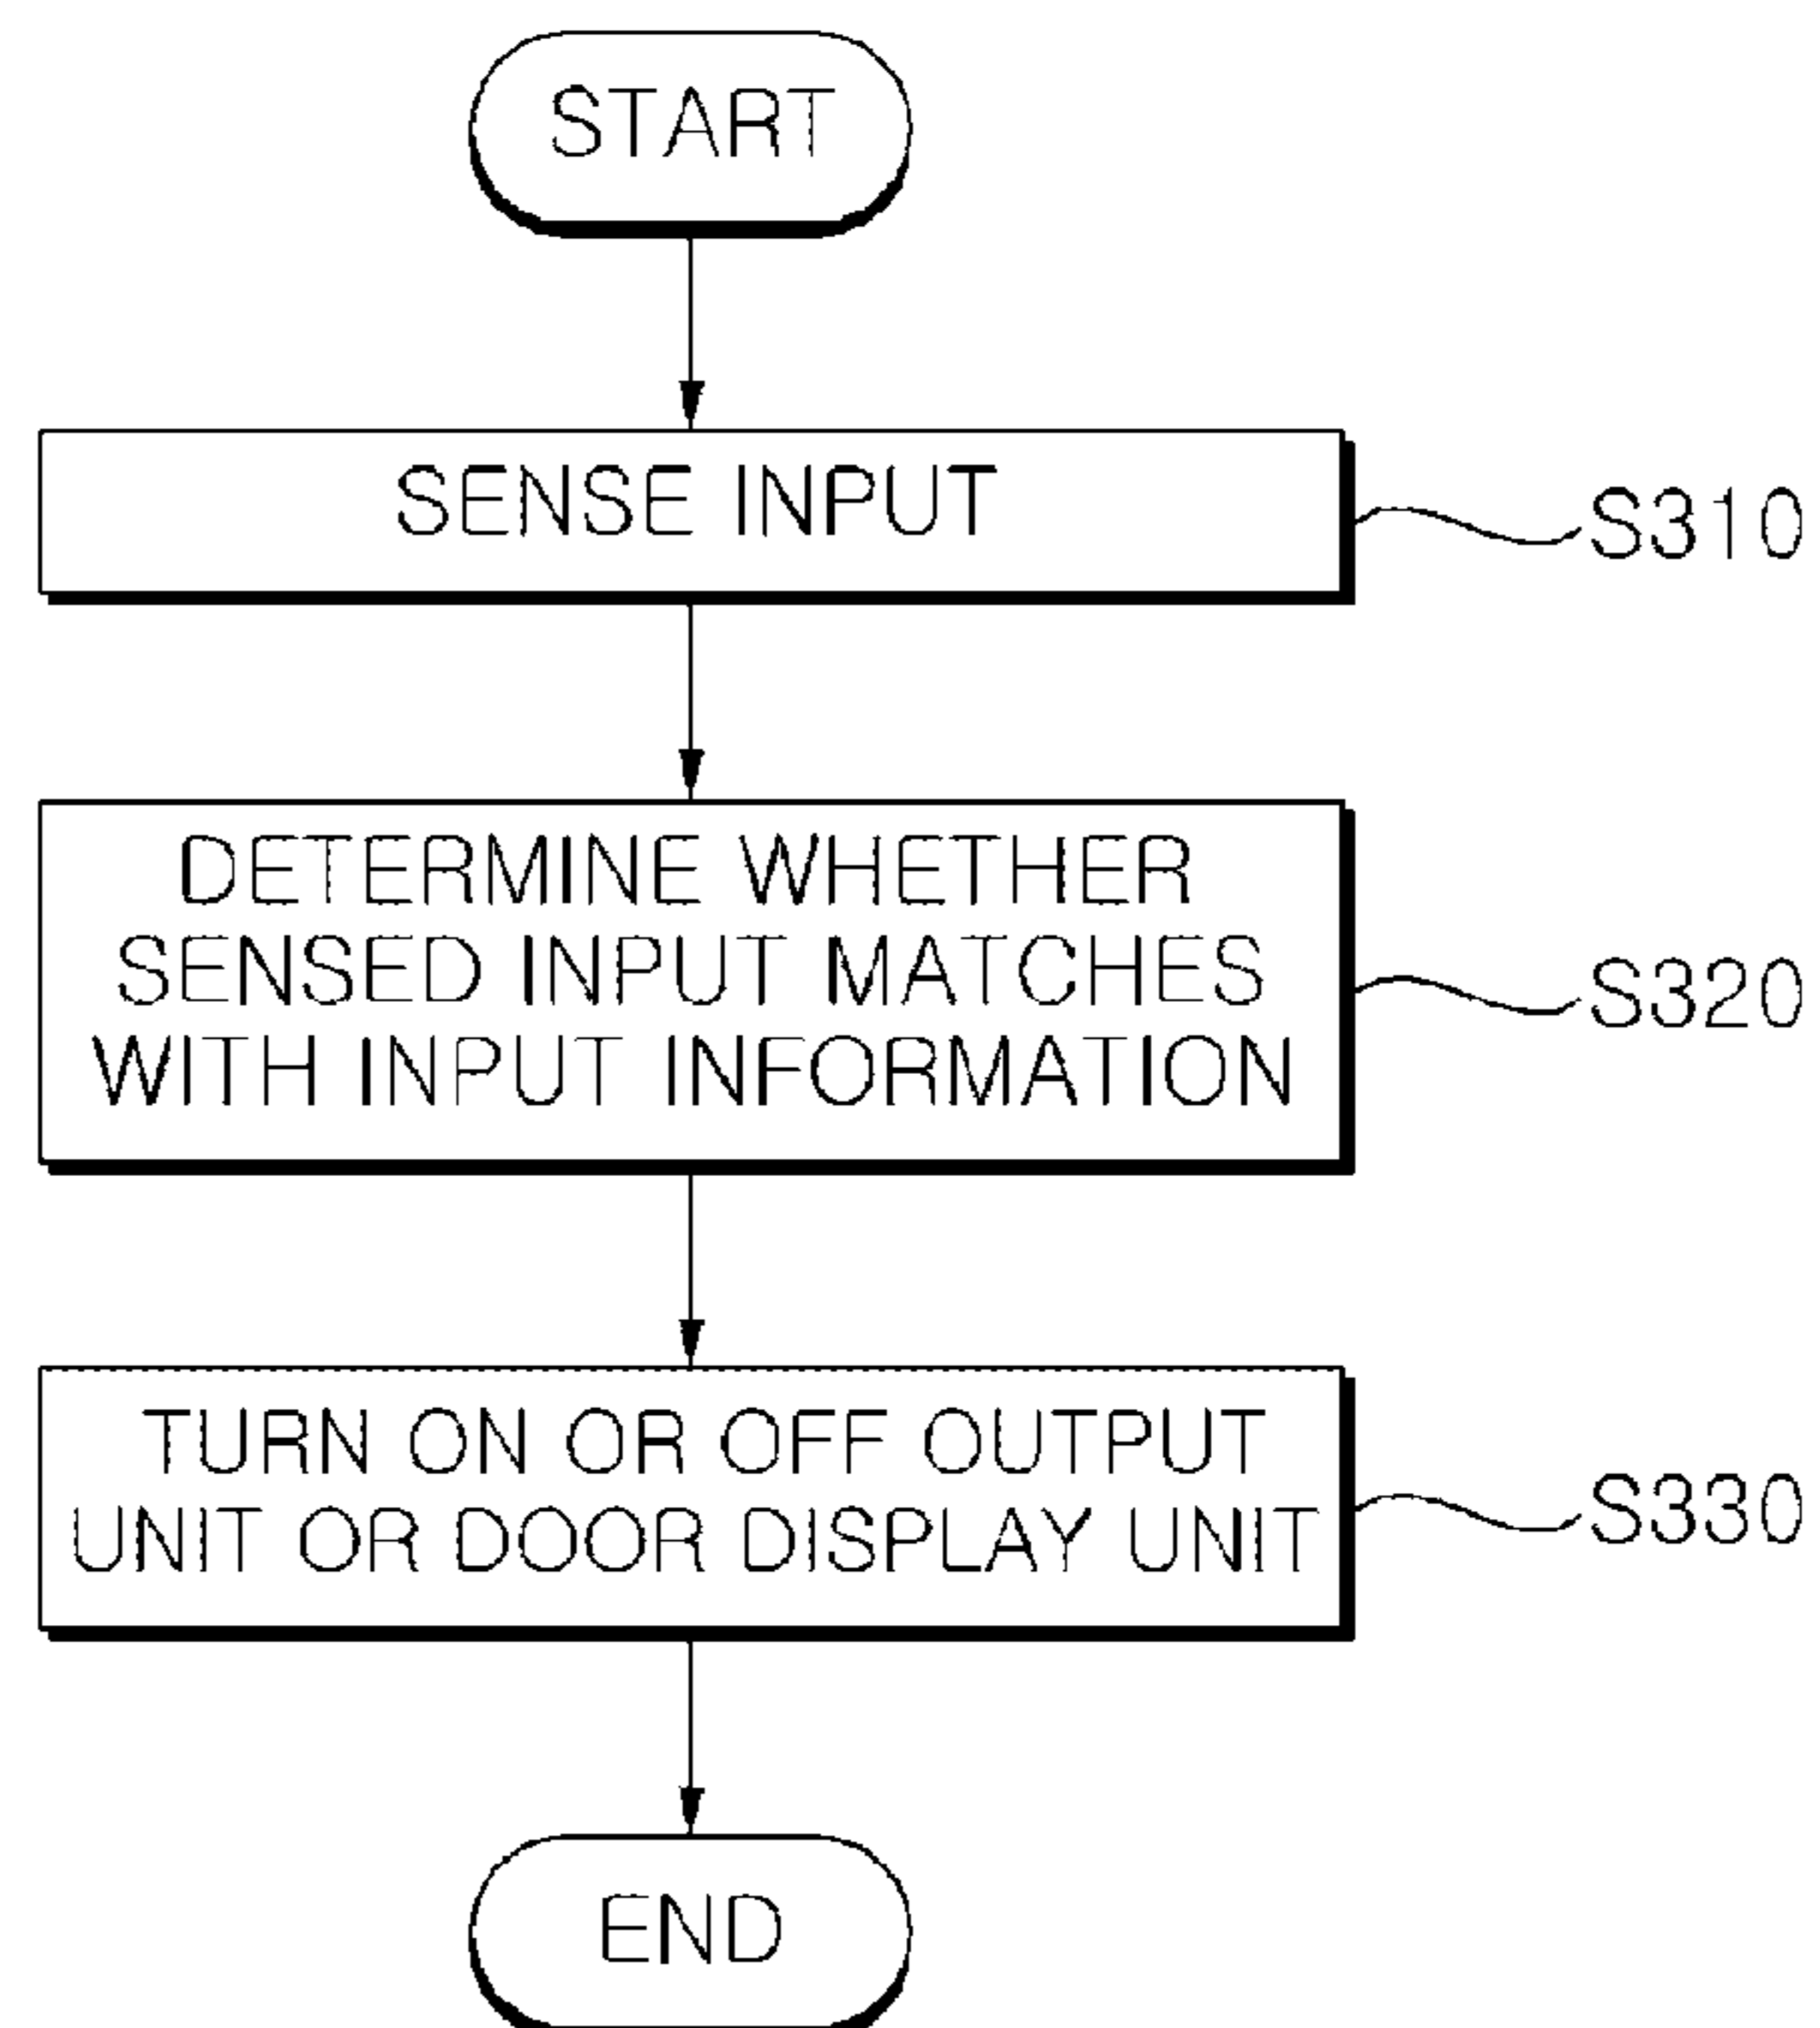 START
SENSE INPUT
S310
DETERMINE WHETHER
SENSED INPUT MATCHES
WITH INPUT INFORMATION
S320
TURN ON OR OFF OUTPUT
UNIT OR DOOR DISPLAY UNIT
S330
END